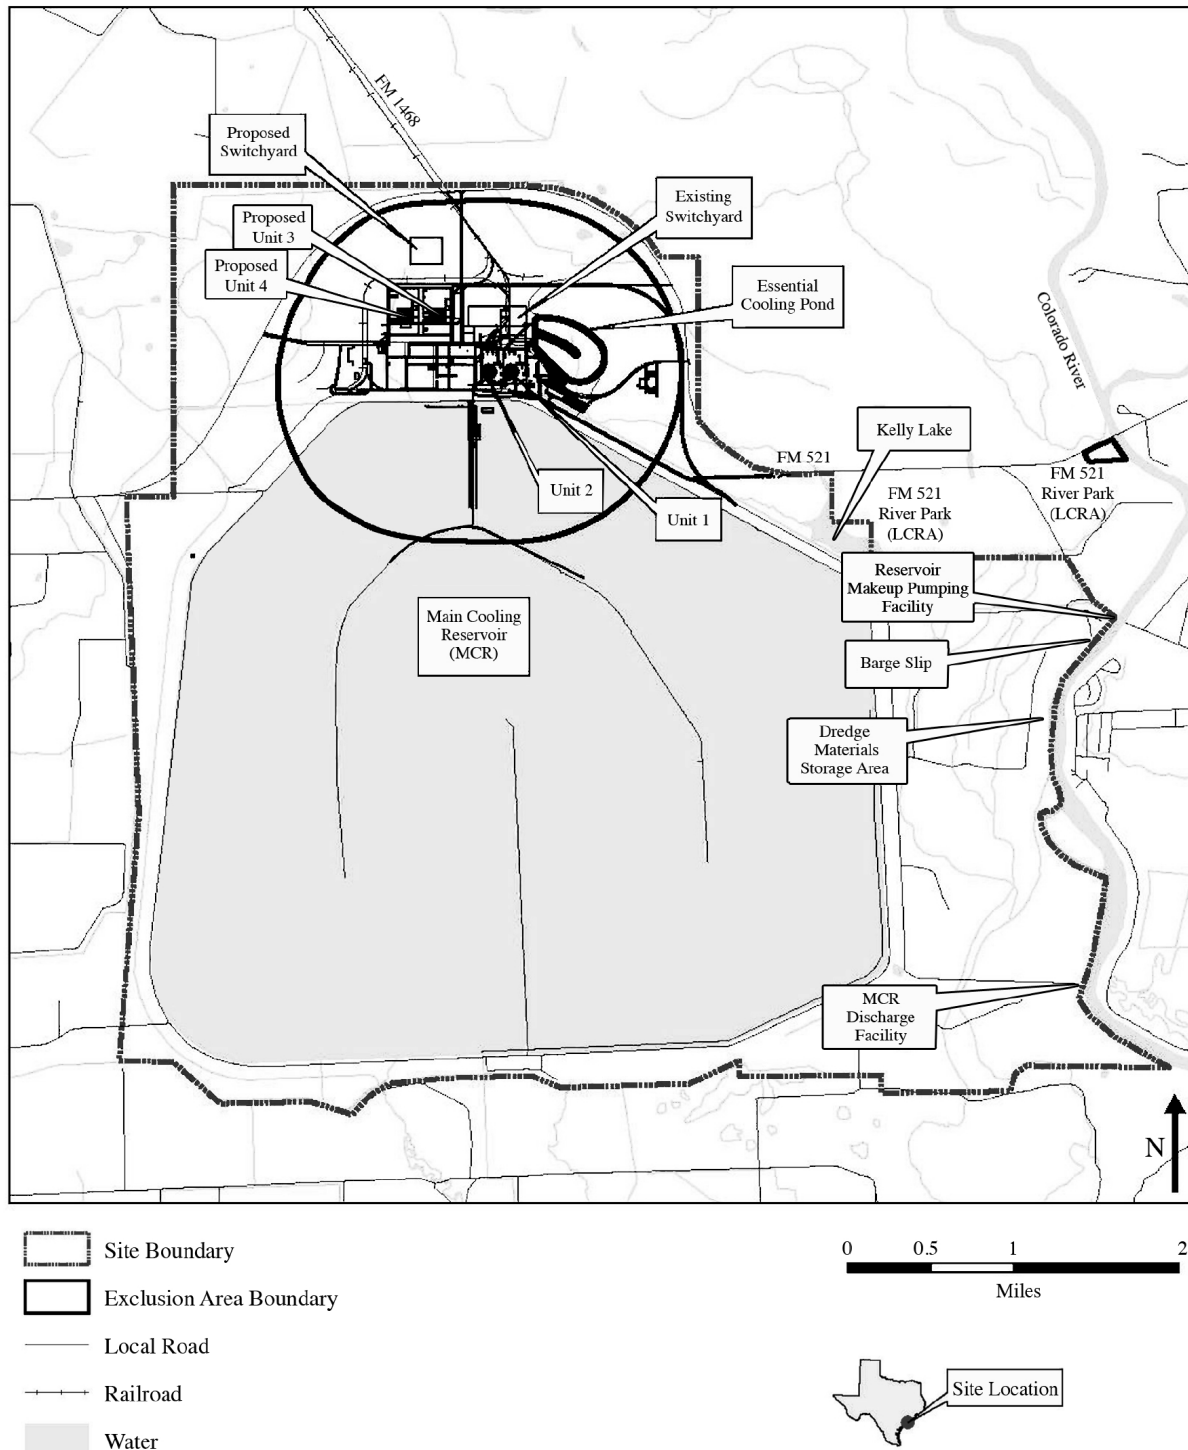 FM 1468
Proposed
Switchyard
Existing
Switchyard
Proposed
Unit 3
Proposed
Unit 4
Essential
Cooling Pond
Colorado River
Kelly Lake
FM 521
FM 521
River Park
(LCRA)
FM 521
River Park
(LCRA)
Unit 2
Unit 1
Reservoir
Makeup Pumping
Facility
Main Cooling
Reservoir
(MCR)
Barge Slip
Dredge
Materials
Storage Area
MCR
Discharge
Facility
N
Site Boundary
Exclusion Area Boundary
Local Road
Railroad
Water
0 0.5 1 2
Miles
Site Location